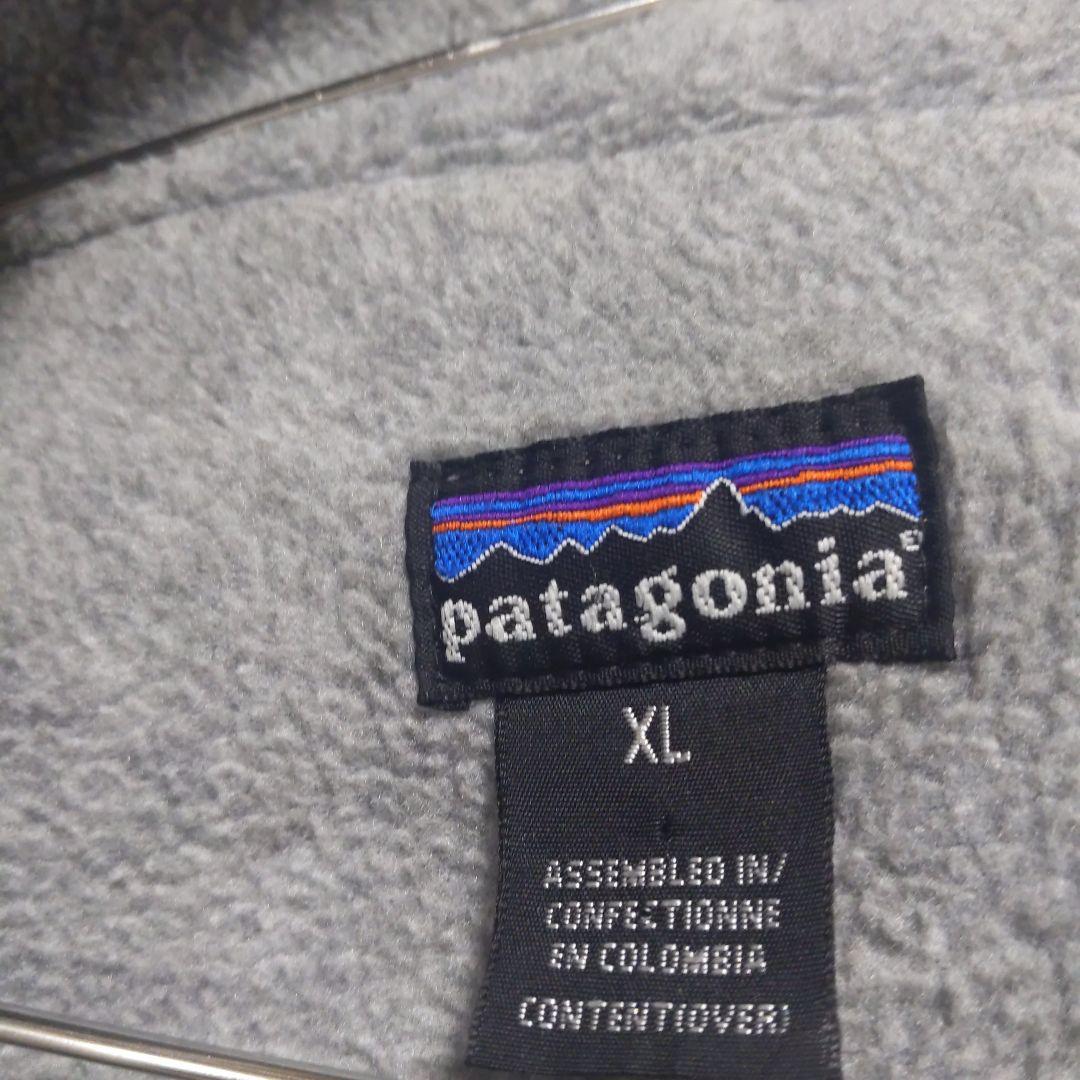 patagonia®
XL
ASSEMBLED IN/
CONFECTIONNE
EN COLOMBIA
CONTENT(OVER)